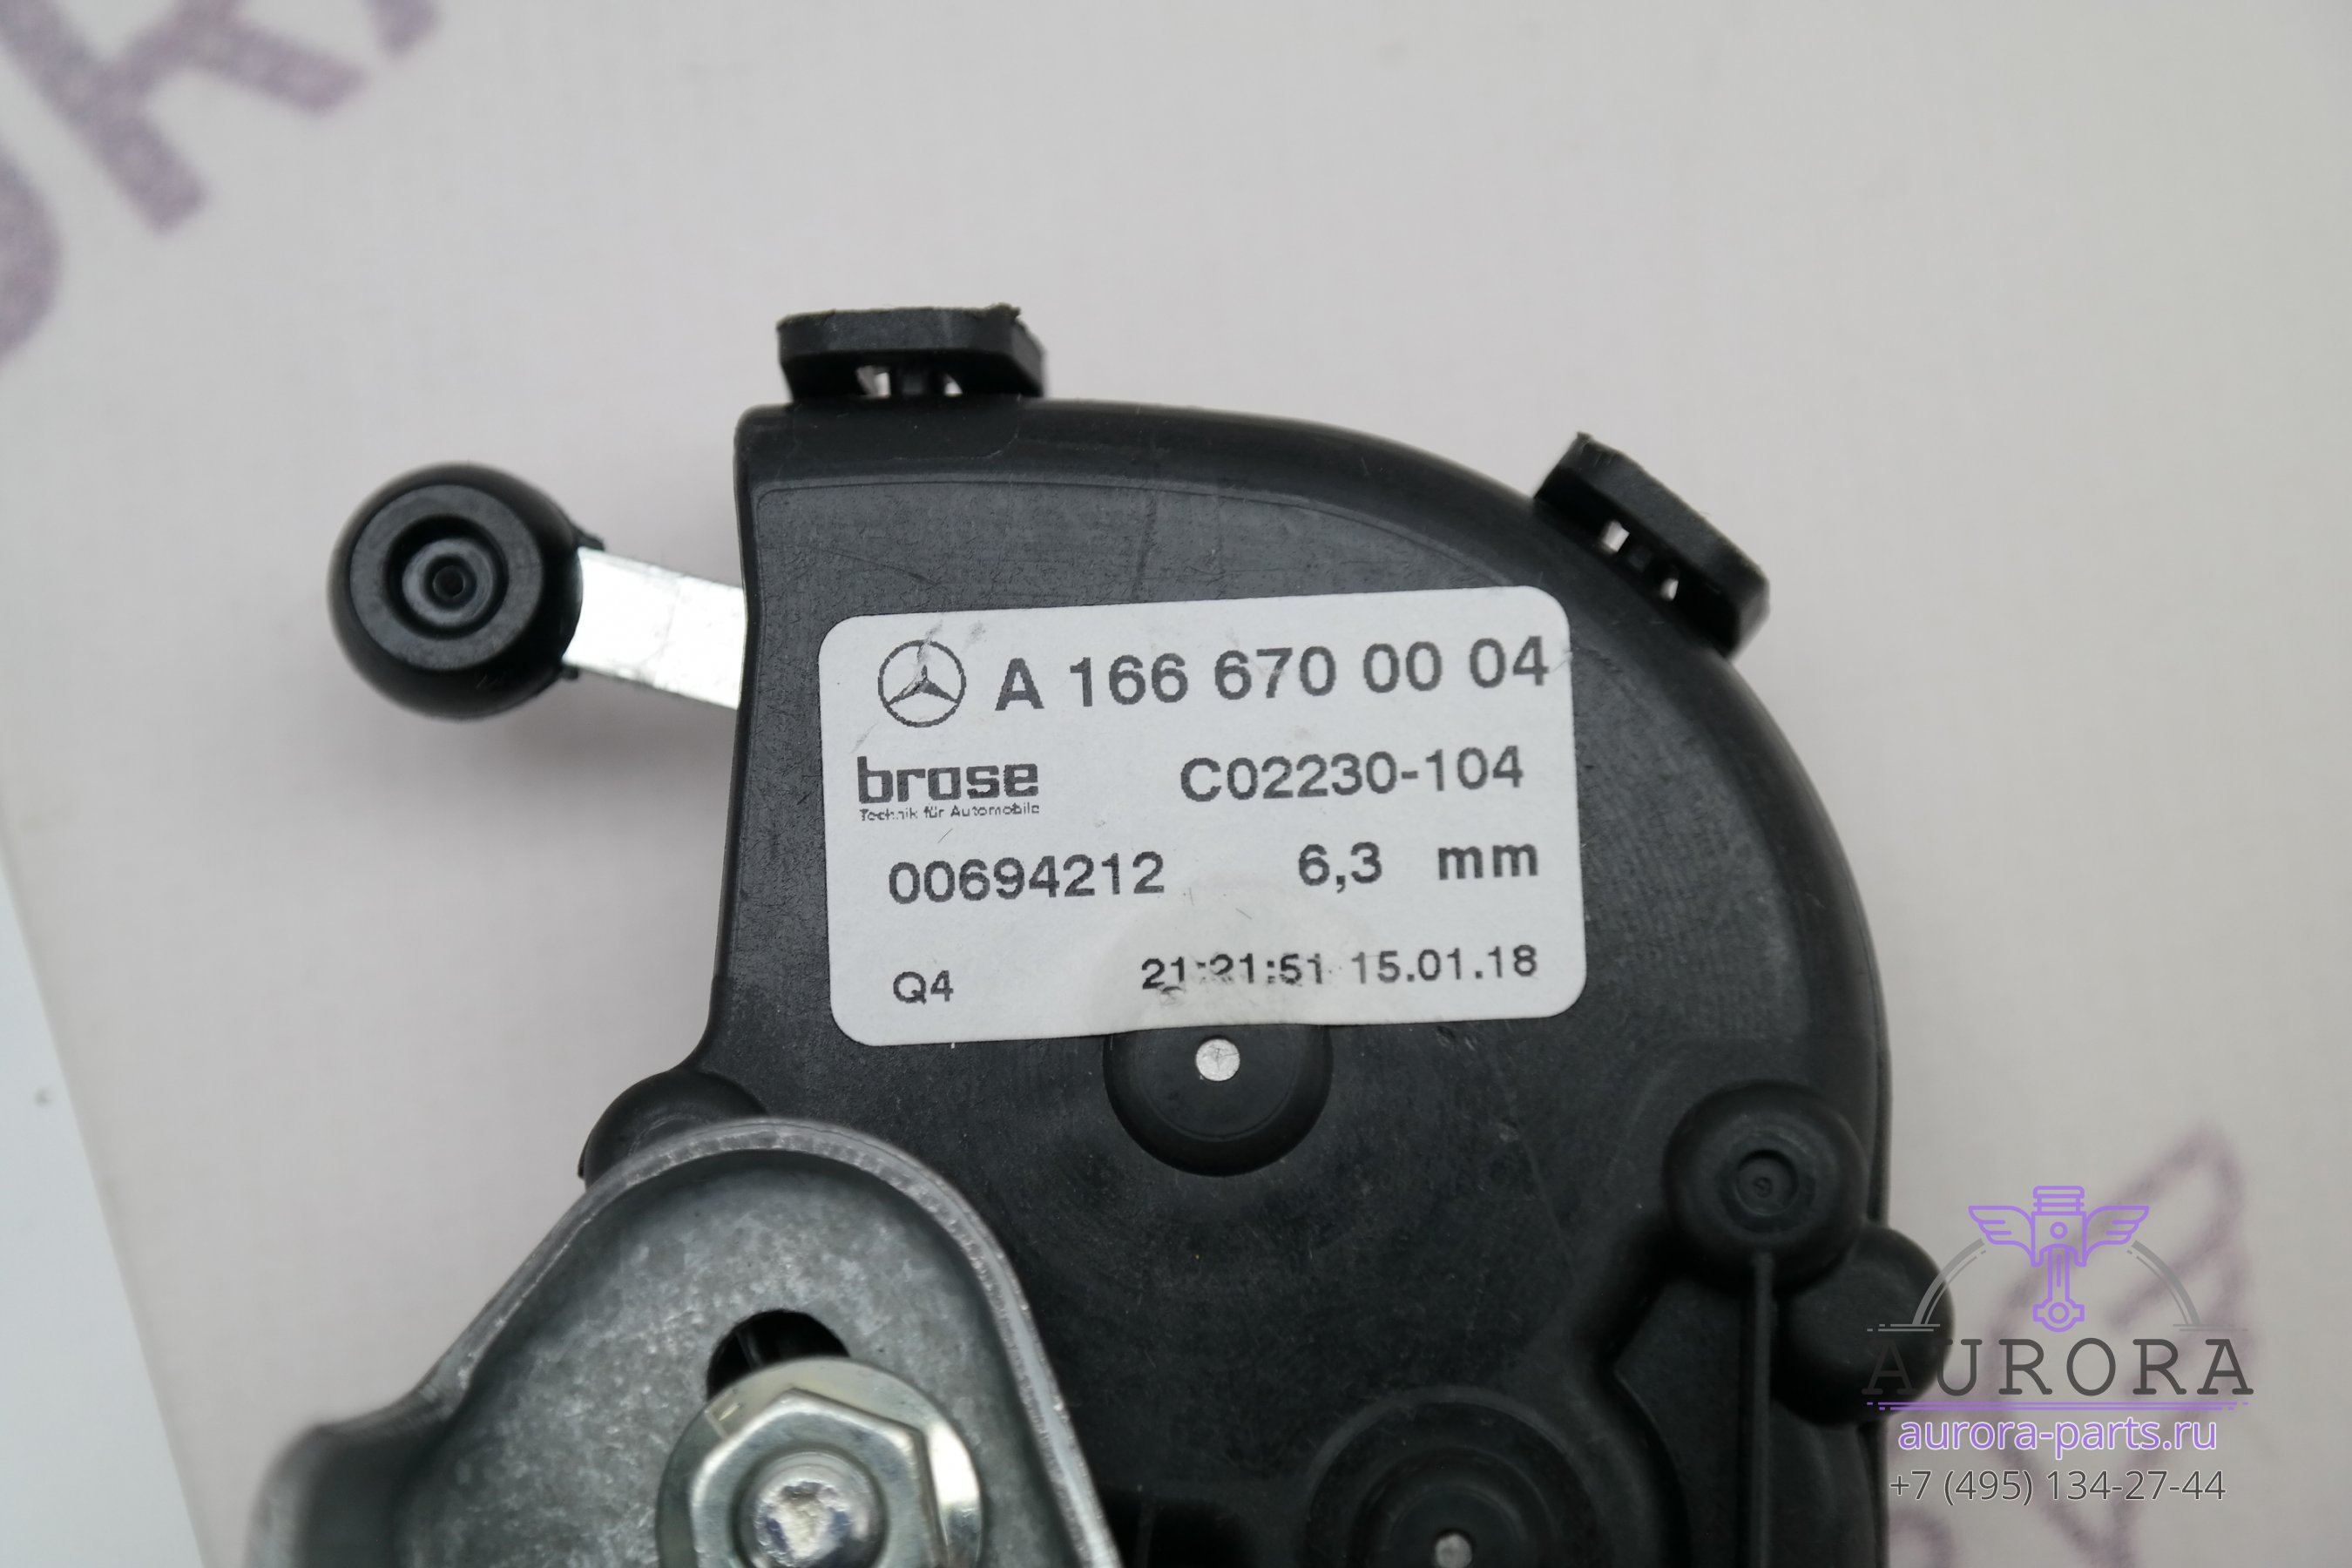 A 166 670 00 04
brose C02230-104
Technik für Automobile
00694212 6,3 mm
Q4 21:21:51 15.01.18
AURORA
aurora-parts.ru
+7 (495) 134-27-44